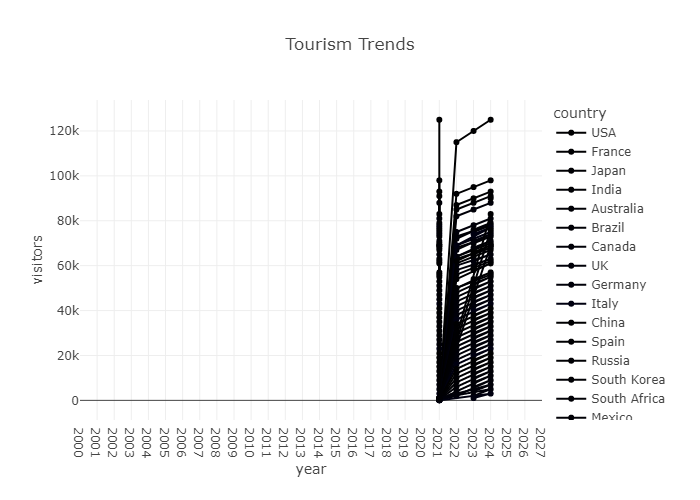 Tourism Trends
country
USA
France
Japan
India
Australia
Brazil
Canada
UK
Germany
Italy
China
Spain
Russia
South Korea
South Africa
Mexico
visitors
120k
100k
80k
60k
40k
20k
0
2000 2001 2002 2003 2004 2005 2006 2007 2008 2009 2010 2011 2012 2013 2014 2015 2016 2017 2018 2019 2020 2021 2022 2023 2024 2025 2026 2027
year